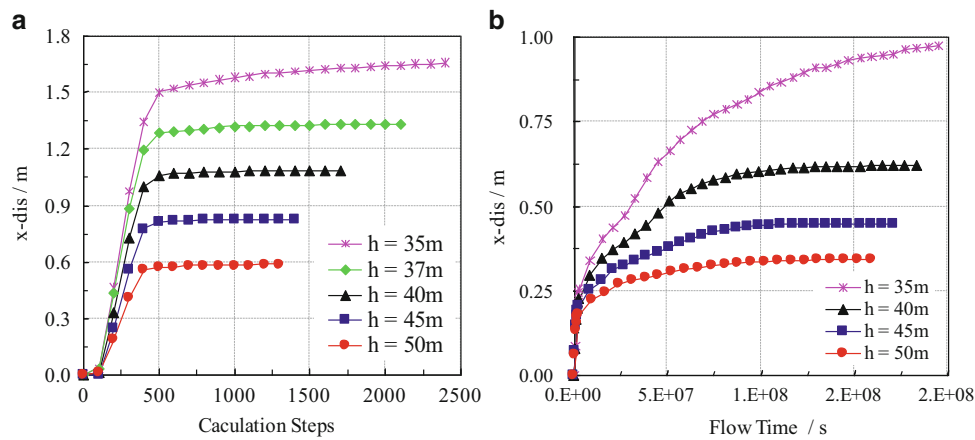 a
x-dis / m
1.8
1.5
1.2
0.9
0.6
0.3
0.0
0
500
1000
1500
2000
2500
Caculation Steps
h = 35m
h = 37m
h = 40m
h = 45m
h = 50m
b
x-dis / m
1.00
0.75
0.50
0.25
0.00
0.E+00
5.E+07
1.E+08
2.E+08
2.E+08
Flow Time / s
h = 35m
h = 40m
h = 45m
h = 50m